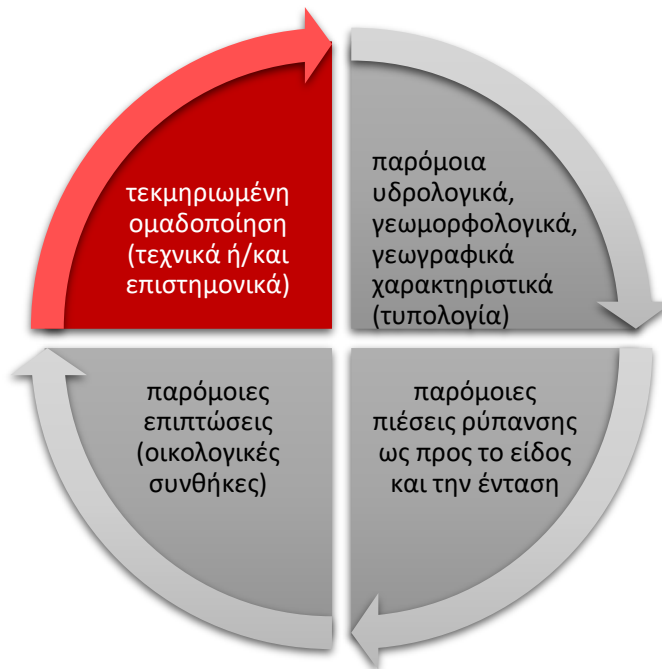 τεκμηριωμένη
ομαδοποίηση
(τεχνικά ή/και
επιστημονικά)
παρόμοια
υδρολογικά,
γεωμορφολογικά,
γεωγραφικά
χαρακτηριστικά
(τυπολογία)
παρόμοιες
επιπτώσεις
(οικολογικές
συνθήκες)
παρόμοιες
πιέσεις ρύπανσης
ως προς το είδος
και την ένταση